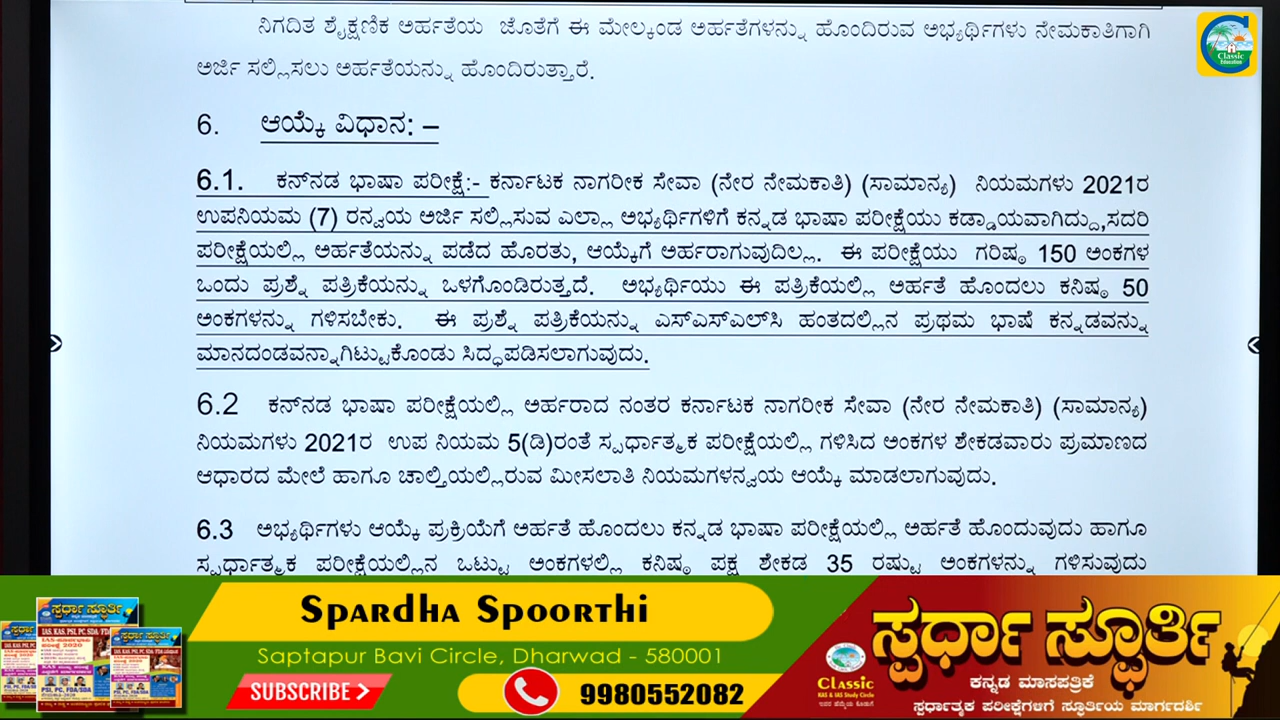 ನಿಗದಿತ ಶೈಕ್ಷಣಿಕ ಅರ್ಹತೆಯ ಜೊತೆಗೆ ಈ ಮೇಲ್ಕಂಡ ಅರ್ಹತೆಗಳನ್ನು ಹೊಂದಿರುವ ಅಭ್ಯರ್ಥಿಗಳು ನೇಮಕಾತಿಗಾಗಿ
ಅರ್ಜಿ ಸಲ್ಲಿಸಲು ಅರ್ಹತೆಯನ್ನು ಹೊಂದಿರುತ್ತಾರೆ.
6. ಆಯ್ಕೆ ವಿಧಾನ: –
6.1. ಕನ್‌ನಡ ಭಾಷಾ ಪರೀಕ್ಷೆ:- ಕರ್ನಾಟಕ ನಾಗರೀಕ ಸೇವಾ (ನೇರ ನೇಮಕಾತಿ) (ಸಾಮಾನ್ಯ) ನಿಯಮಗಳು 2021ರ
ಉಪನಿಯಮ (7) ರನ್ವಯ ಅರ್ಜಿ ಸಲ್ಲಿಸುವ ಎಲ್ಲಾ ಅಭ್ಯರ್ಥಿಗಳಿಗೆ ಕನ್ನಡ ಭಾಷಾ ಪರೀಕ್ಷೆಯು ಕಡ್ಡಾಯವಾಗಿದ್ದು,ಸದರಿ
ಪರೀಕ್ಷೆಯಲ್ಲಿ ಅರ್ಹತೆಯನ್ನು ಪಡೆದ ಹೊರತು, ಆಯ್ಕೆಗೆ ಅರ್ಹರಾಗುವುದಿಲ್ಲ. ಈ ಪರೀಕ್ಷೆಯು ಗರಿಷ್ಠ 150 ಅಂಕಗಳ
ಒಂದು ಪ್ರಶ್ನೆ ಪತ್ರಿಕೆಯನ್ನು ಒಳಗೊಂಡಿರುತ್ತದೆ. ಅಭ್ಯರ್ಥಿಯು ಈ ಪತ್ರಿಕೆಯಲ್ಲಿ ಅರ್ಹತೆ ಹೊಂದಲು ಕನಿಷ್ಠ 50
ಅಂಕಗಳನ್ನು ಗಳಿಸಬೇಕು. ಈ ಪ್ರಶ್ನೆ ಪತ್ರಿಕೆಯನ್ನು ಎಸ್ಎಸ್ಎಲ್‌ಸಿ ಹಂತದಲ್ಲಿನ ಪ್ರಥಮ ಭಾಷೆ ಕನ್ನಡವನ್ನು
ಮಾನದಂಡವನ್ನಾಗಿಟ್ಟುಕೊಂಡು ಸಿದ್ಧಪಡಿಸಲಾಗುವುದು.
6.2 ಕನ್‌ನಡ ಭಾಷಾ ಪರೀಕ್ಷೆಯಲ್ಲಿ ಅರ್ಹರಾದ ನಂತರ ಕರ್ನಾಟಕ ನಾಗರೀಕ ಸೇವಾ (ನೇರ ನೇಮಕಾತಿ) (ಸಾಮಾನ್ಯ)
ನಿಯಮಗಳು 2021ರ ಉಪ ನಿಯಮ 5(ಡಿ)ರಂತೆ ಸ್ಪರ್ಧಾತ್ಮಕ ಪರೀಕ್ಷೆಯಲ್ಲಿ ಗಳಿಸಿದ ಅಂಕಗಳ ಶೇಕಡವಾರು ಪ್ರಮಾಣದ
ಆಧಾರದ ಮೇಲೆ ಹಾಗೂ ಚಾಲ್ತಿಯಲ್ಲಿರುವ ಮೀಸಲಾತಿ ನಿಯಮಗಳನ್ವಯ ಆಯ್ಕೆ ಮಾಡಲಾಗುವುದು.
6.3 ಅಭ್ಯರ್ಥಿಗಳು ಆಯ್ಕೆ ಪ್ರಕ್ರಿಯೆಗೆ ಅರ್ಹತೆ ಹೊಂದಲು ಕನ್ನಡ ಭಾಷಾ ಪರೀಕ್ಷೆಯಲ್ಲಿ ಅರ್ಹತೆ ಹೊಂದುವುದು ಹಾಗೂ
ಸ್ಪರ್ಧಾತ್ಮಕ ಪರೀಕ್ಷೆಯಲ್ಲಿನ ಒಟ್ಟು ಅಂಕಗಳಲ್ಲಿ ಕನಿಷ್ಠ ಪಕ್ಷ ಶೇಕಡ 35 ರಷ್ಟು ಅಂಕಗಳನ್ನು ಗಳಿಸುವುದು
Classic
Education
Spardha Spoorthi
Saptapur Bavi Circle, Dharwad - 580001
SUBSCRIBE
9980552082
ಸ್ಪರ್ಧಾ ಸ್ಫೂರ್ತಿ
ಕನ್ನಡ ಮಾಸಪತ್ರಿಕೆ
ಸ್ಪರ್ಧಾತ್ಮಕ ಪರೀಕ್ಷೆಗಳಿಗೆ ಸ್ಫೂರ್ತಿಯ ಮಾರ್ಗದರ್ಶಿ
Classic
KAS & IAS Study Circle
ಸ್ಪರ್ಧಾ ಸ್ಫೂರ್ತಿ